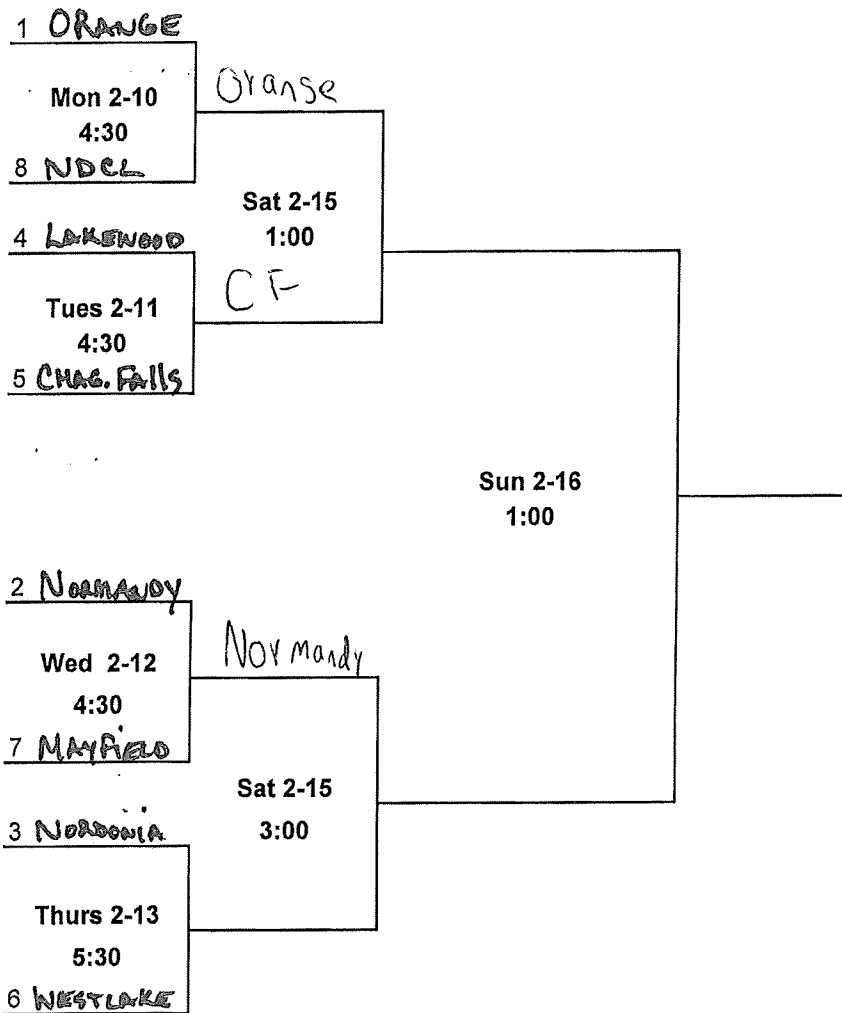 1 ORANGE
Mon 2-10
4:30
8 NDCL
Orange
Sat 2-15
1:00
4 LAKEWOOD
Tues 2-11
4:30
5 CHAG. FAllS
CF
Sun 2-16
1:00
2 NORMANDY
Wed 2-12
4:30
7 MAYFIELD
Normandy
Sat 2-15
3:00
3 NORDONIA
Thurs 2-13
5:30
6 WESTLAKE